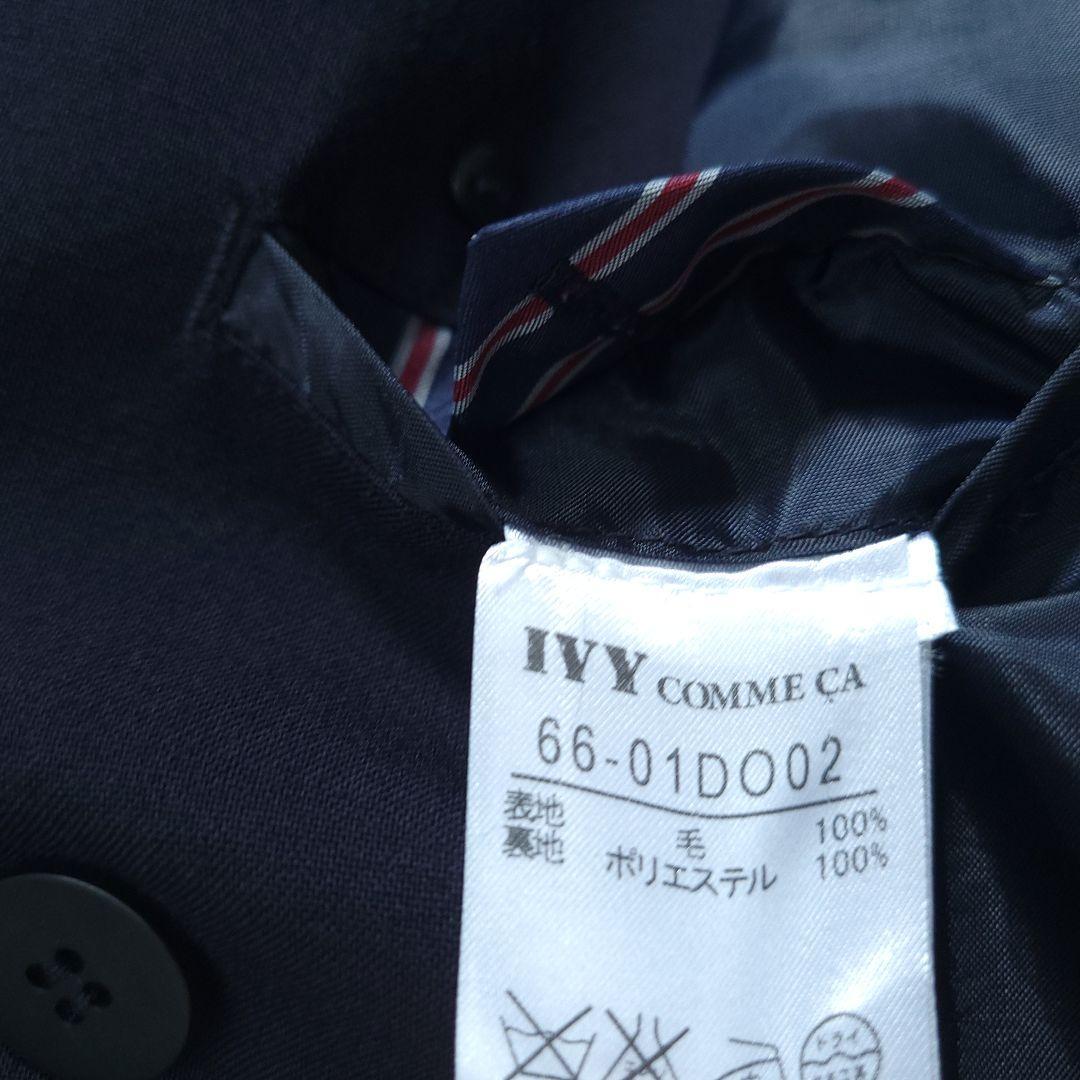 IVY COMME ÇA
66-01DO02
表地 毛 100%
裏地 ポリエステル 100%
ドライ